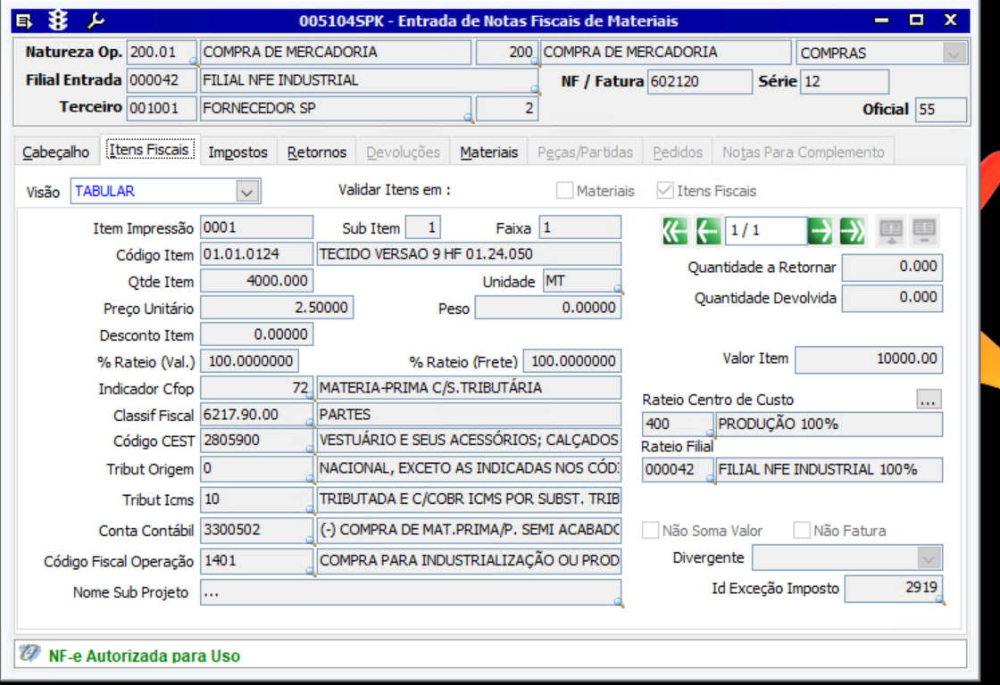 005104SPK - Entrada de Notas Fiscais de Materiais
Natureza Op. 200.01 COMPRA DE MERCADORIA 200 COMPRA DE MERCADORIA COMPRAS
Filial Entrada 000042 FILIAL NFE INDUSTRIAL NF / Fatura 602120 Série 12
Terceiro 001001 FORNECEDOR SP 2 Oficial 55
Cabeçalho Itens Fiscais Impostos Retornos Devoluções Materiais Peças/Partidas Pedidos Notas Para Complemento
Visão TABULAR Validar Itens em : Materiais Itens Fiscais
Item Impressão 0001 Sub Item 1 Faixa 1 1 / 1
Código Item 01.01.0124 TECIDO VERSAO 9 HF 01.24.050 Quantidade a Retornar 0.000
Qtde Item 4000.000 Unidade MT Quantidade Devolvida 0.000
Preço Unitário 2.50000 Peso 0.00000
Desconto Item 0.00000
% Rateio (Val.) 100.0000000 % Rateio (Frete) 100.0000000 Valor Item 10000.00
Indicador Cfop 72 MATERIA-PRIMA C/S.TRIBUTÁRIA Rateio Centro de Custo ...
Classif Fiscal 6217.90.00 PARTES 400 PRODUÇÃO 100%
Código CEST 2805900 VESTUÁRIO E SEUS ACESSÓRIOS; CALÇADOS Rateio Filial
Tribut Origem 0 NACIONAL, EXCETO AS INDICADAS NOS CÓDI 000042 FILIAL NFE INDUSTRIAL 100%
Tribut Icms 10 TRIBUTADA E C/COBR ICMS POR SUBST. TRIB
Conta Contábil 3300502 (-) COMPRA DE MAT.PRIMA/P. SEMI ACABADO Não Soma Valor Não Fatura
Código Fiscal Operação 1401 COMPRA PARA INDUSTRIALIZAÇÃO OU PROD Divergente
Nome Sub Projeto ... Id Exceção Imposto 2919
NF-e Autorizada para Uso